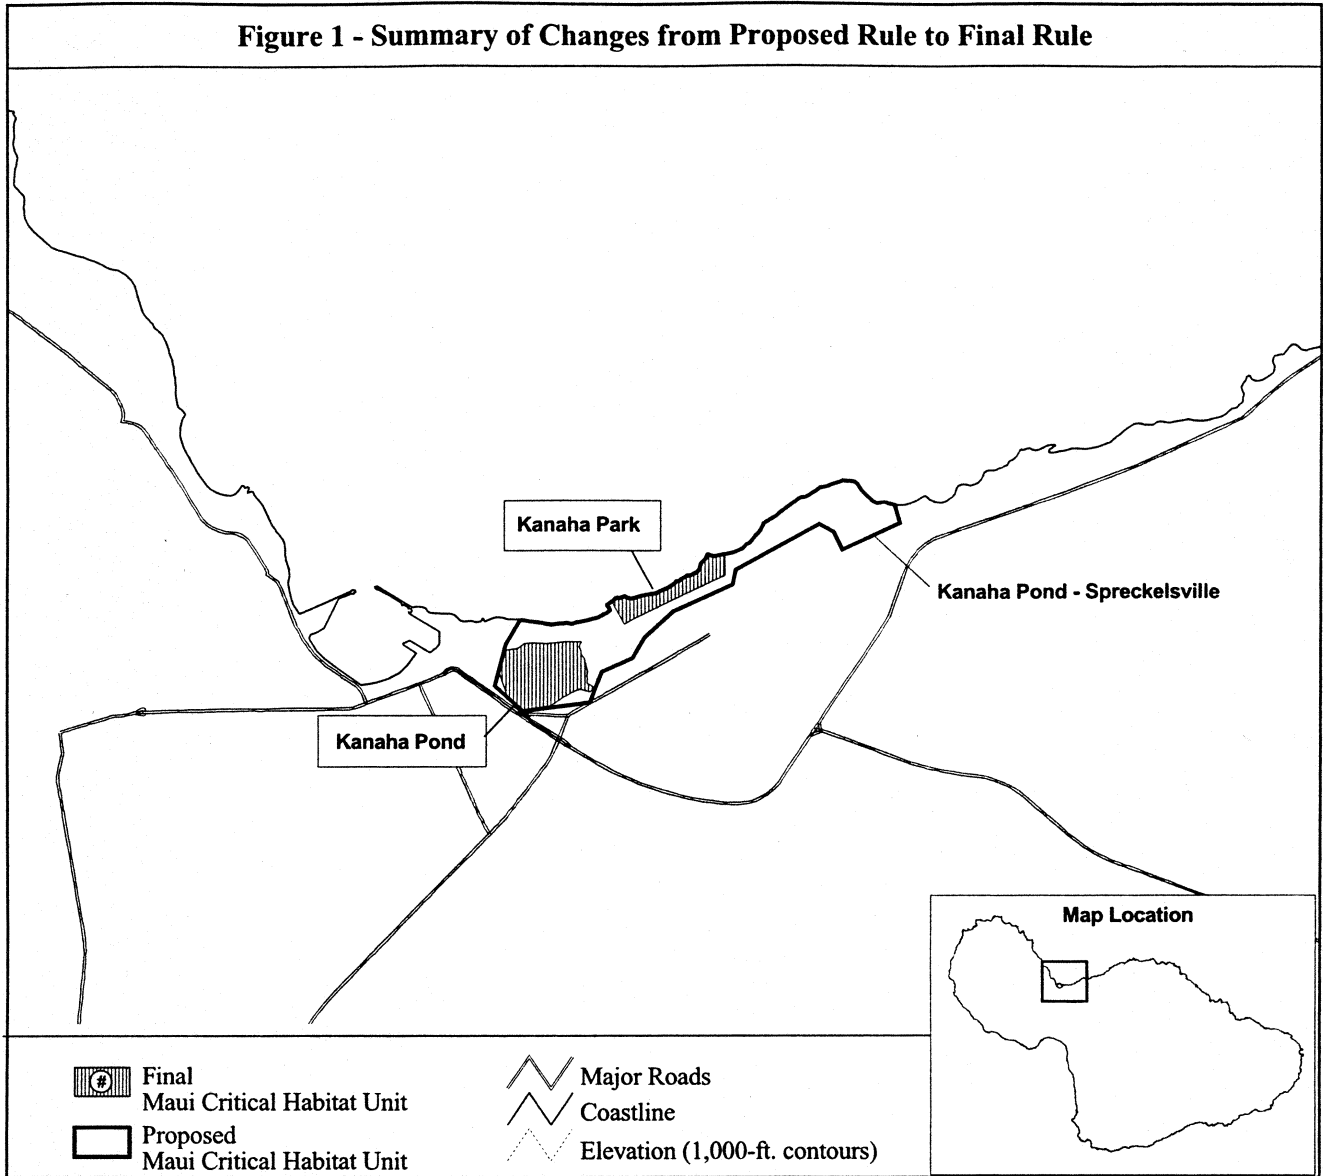 Figure 1 - Summary of Changes from Proposed Rule to Final Rule
Kanaha Park
Kanaha Pond - Spreckelsville
Kanaha Pond
Map Location
#
Final
Maui Critical Habitat Unit
Proposed
Maui Critical Habitat Unit
Major Roads
Coastline
Elevation (1,000-ft. contours)